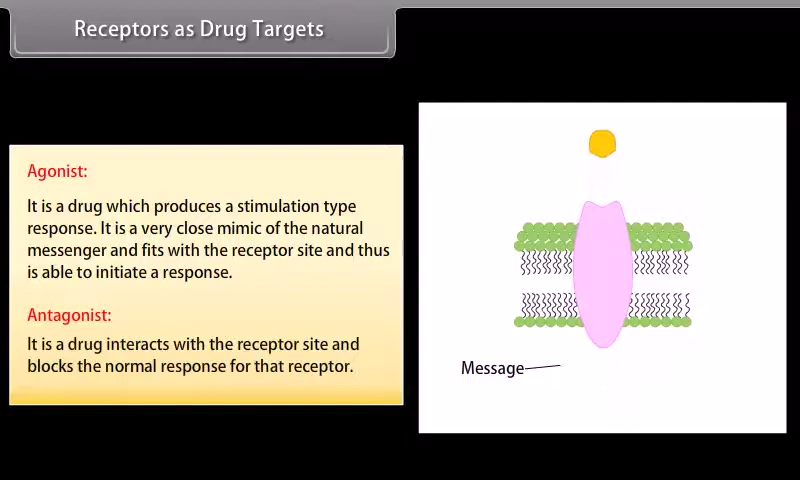 Receptors as Drug Targets
Agonist:
It is a drug which produces a stimulation type
response. It is a very close mimic of the natural
messenger and fits with the receptor site and thus
is able to initiate a response.
Antagonist:
It is a drug interacts with the receptor site and
blocks the normal response for that receptor.
Message